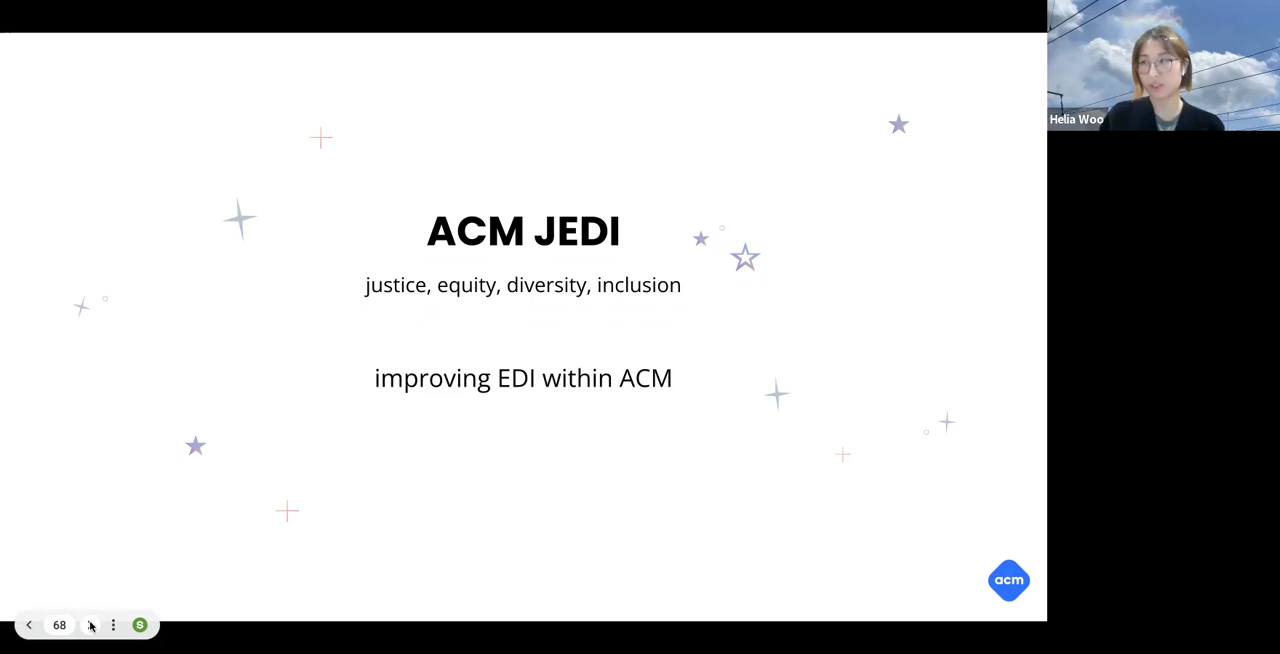 ACM JEDI
justice, equity, diversity, inclusion
improving EDI within ACM
acm
Helia Woo
68
S